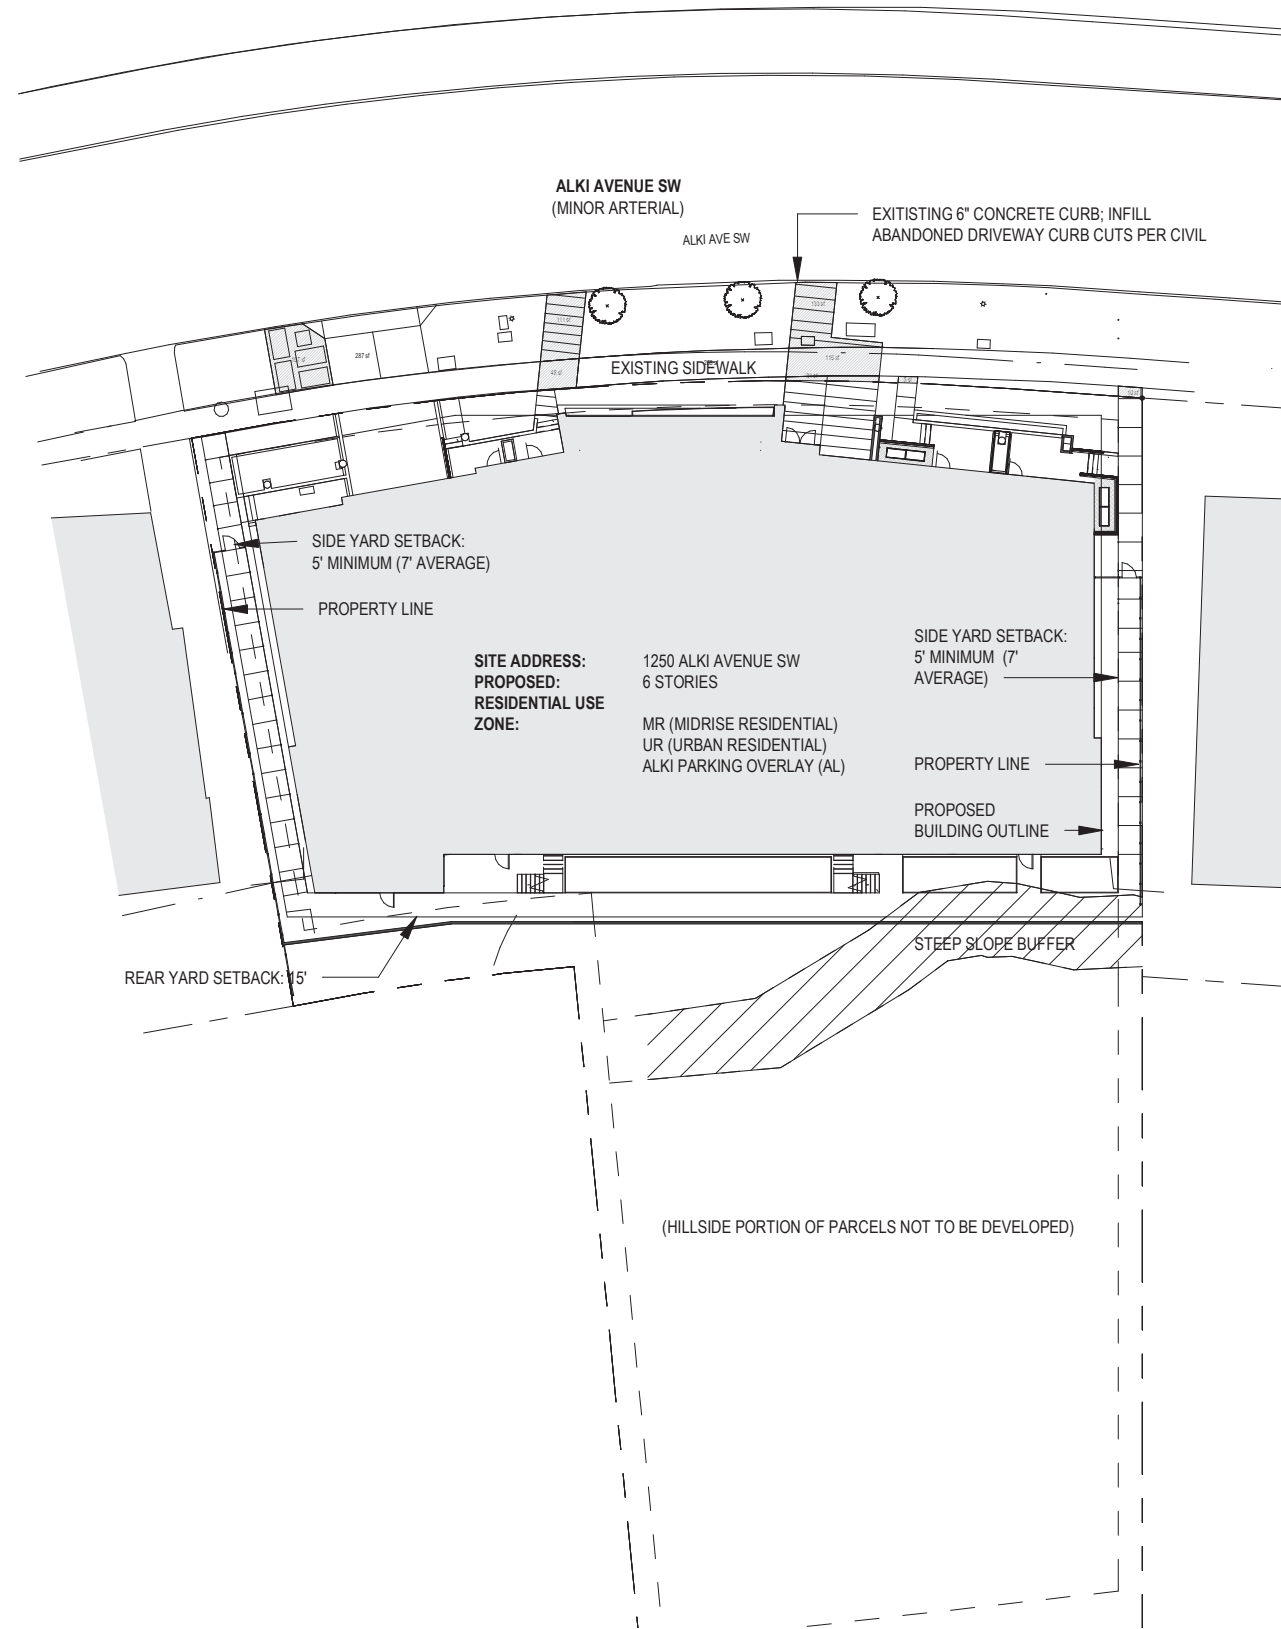 ALKI AVENUE SW
(MINOR ARTERIAL)
ALKI AVE SW
EXITISTING 6" CONCRETE CURB; INFILL
ABANDONED DRIVEWAY CURB CUTS PER CIVIL
287 sf
EXISTING SIDEWALK
SIDE YARD SETBACK:
5' MINIMUM (7' AVERAGE)
PROPERTY LINE
SITE ADDRESS: 1250 ALKI AVENUE SW
PROPOSED: 6 STORIES
RESIDENTIAL USE
ZONE: MR (MIDRISE RESIDENTIAL)
UR (URBAN RESIDENTIAL)
ALKI PARKING OVERLAY (AL)
SIDE YARD SETBACK:
5' MINIMUM (7'
AVERAGE)
PROPERTY LINE
PROPOSED
BUILDING OUTLINE
STEEP SLOPE BUFFER
REAR YARD SETBACK: 15'
(HILLSIDE PORTION OF PARCELS NOT TO BE DEVELOPED)